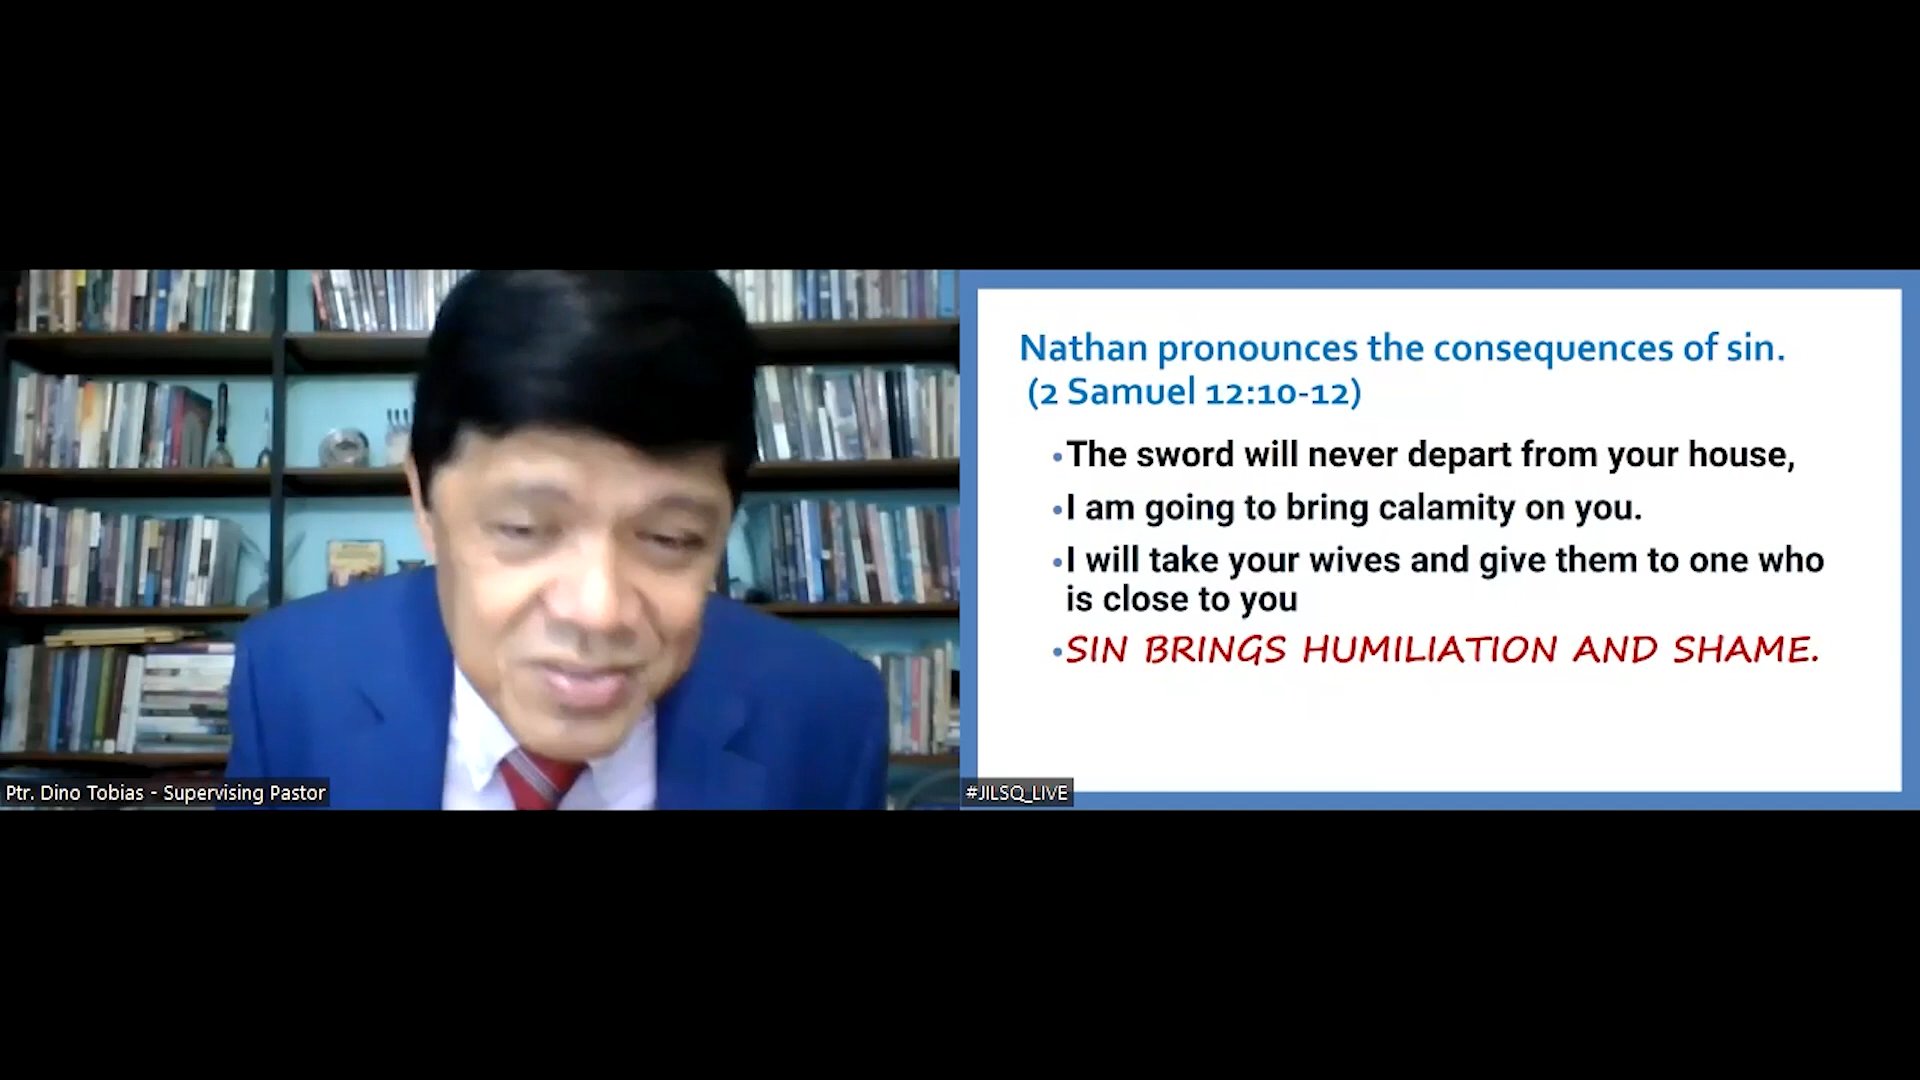 Nathan pronounces the consequences of sin.
(2 Samuel 12:10-12)
•The sword will never depart from your house,
•I am going to bring calamity on you.
•I will take your wives and give them to one who
is close to you
•SIN BRINGS HUMILIATION AND SHAME.
Ptr. Dino Tobias - Supervising Pastor
#JILSQ_LIVE